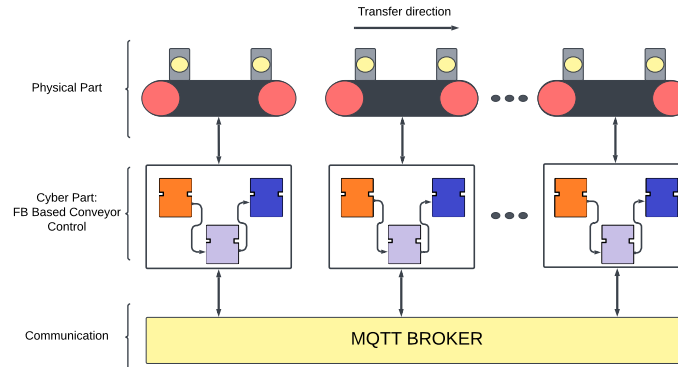 Transfer direction
Physical Part
Cyber Part:
FB Based Conveyor
Control
Communication
MQTT BROKER